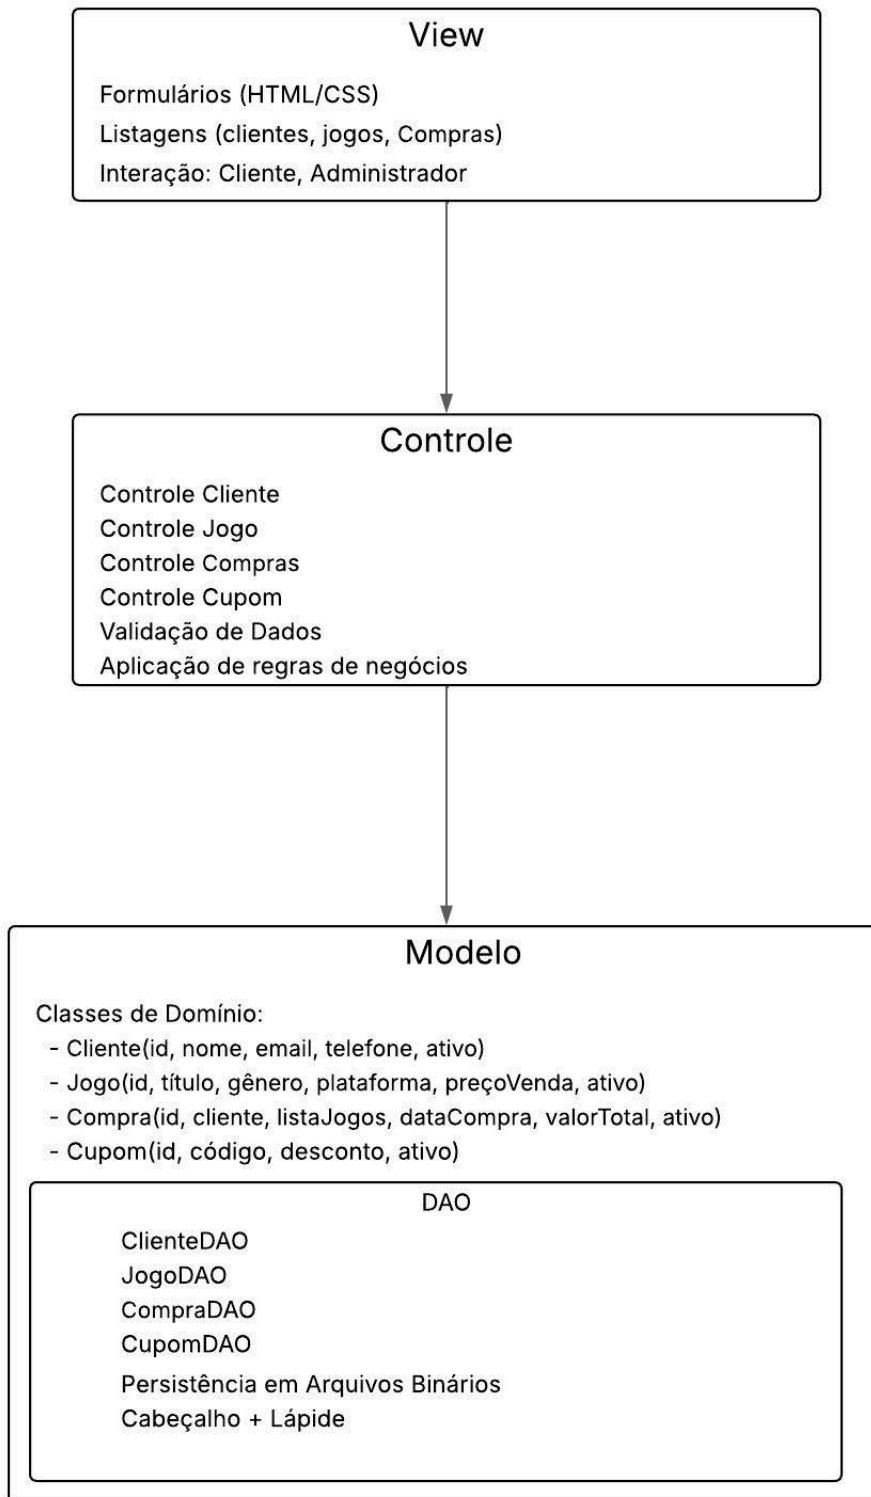 View
Formulários (HTML/CSS)
Listagens (clientes, jogos, Compras)
Interação: Cliente, Administrador
Controle
Controle Cliente
Controle Jogo
Controle Compras
Controle Cupom
Validação de Dados
Aplicação de regras de negócios
Modelo
Classes de Domínio:
- Cliente(id, nome, email, telefone, ativo)
- Jogo(id, título, gênero, plataforma, preçoVenda, ativo)
- Compra(id, cliente, listaJogos, dataCompra, valorTotal, ativo)
- Cupom(id, código, desconto, ativo)
DAO
ClienteDAO
JogoDAO
CompraDAO
CupomDAO
Persistência em Arquivos Binários
Cabeçalho + Lápide